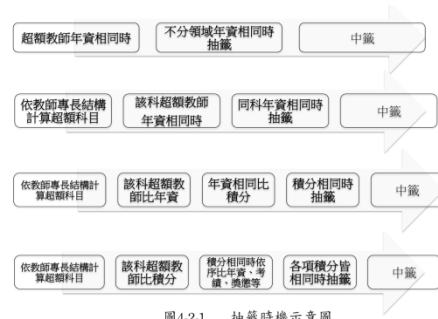 超額教師年資相同時
不分領域年資相同時
抽籤
中籤
依教師專長結構
計算超額科目
該科超額教師
年資相同時
同科年資相同時
抽籤
中籤
依教師專長結構計
算超額科目
該科超額教
師比年資
年資相同比
積分
積分相同時
抽籤
中籤
依教師專長結構計
算超額科目
該科超額教
師比積分
積分相同時依
序比年資、考
績、獎懲等
各項積分皆
相同時抽籤
中籤
圖4-2-1 抽籤時機示意圖